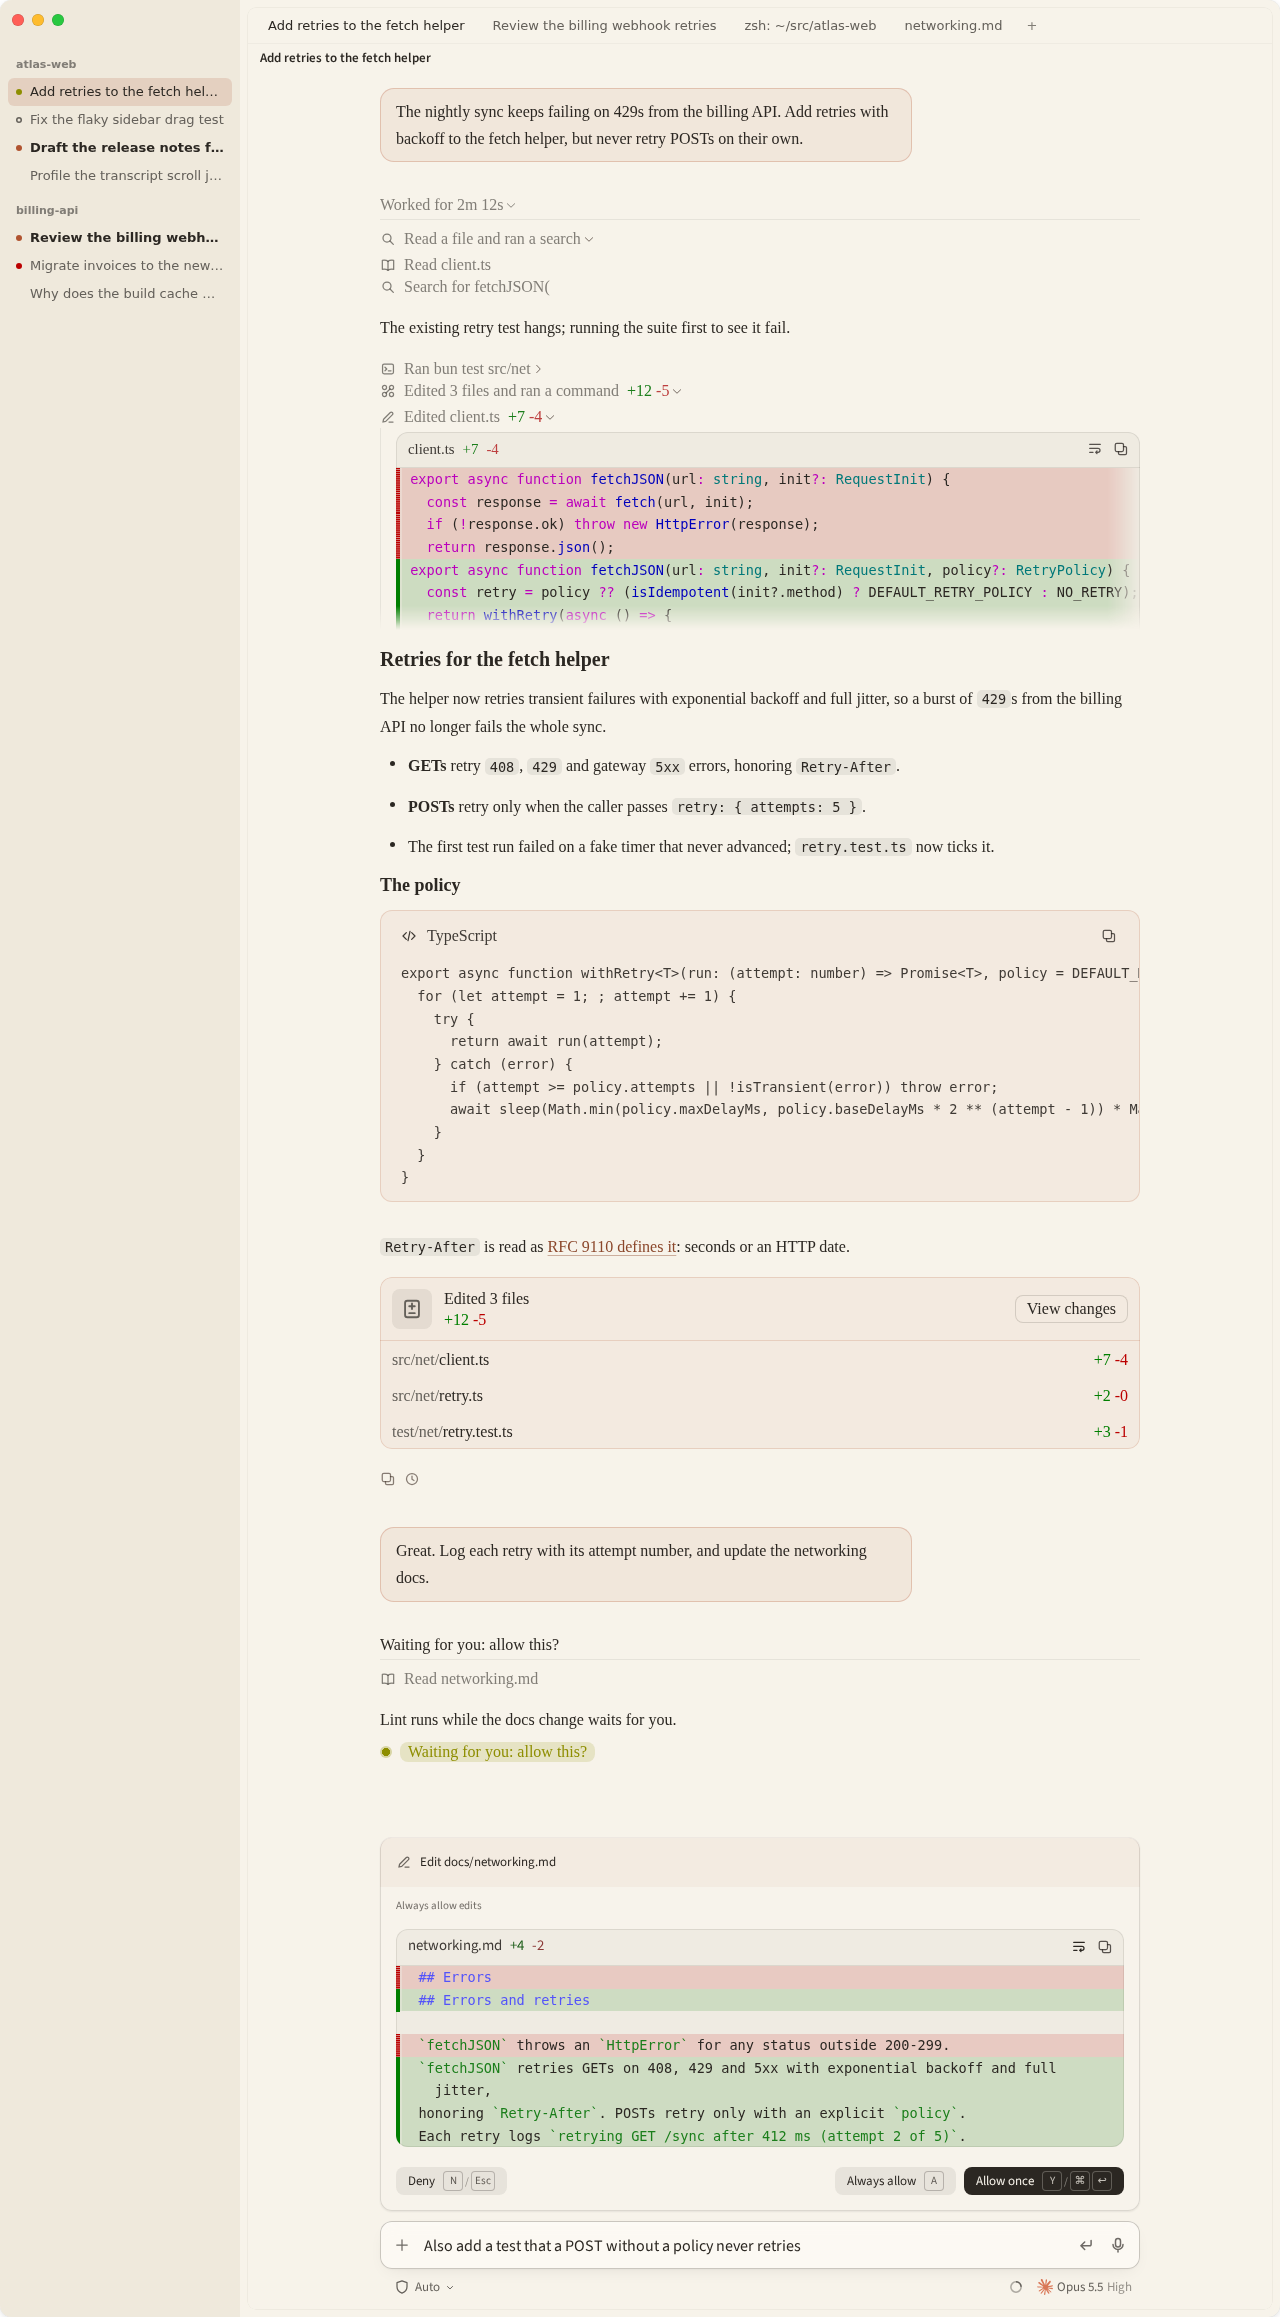 atlas-web
Add retries to the fetch hel...
Fix the flaky sidebar drag test
Draft the release notes f...
Profile the transcript scroll j...
billing-api
Review the billing webh...
Migrate invoices to the new...
Why does the build cache ...
Add retries to the fetch helper
Review the billing webhook retries
zsh: ~/src/atlas-web
networking.md
+
Add retries to the fetch helper
The nightly sync keeps failing on 429s from the billing API. Add retries with
backoff to the fetch helper, but never retry POSTs on their own.
Worked for 2m 12s
Read a file and ran a search
Read client.ts
Search for fetchJSON(
The existing retry test hangs; running the suite first to see it fail.
Ran bun test src/net
Edited 3 files and ran a command +12 -5
Edited client.ts +7 -4
client.ts +7 -4
export async function fetchJSON(url: string, init?: RequestInit) {
  const response = await fetch(url, init);
  if (!response.ok) throw new HttpError(response);
  return response.json();
export async function fetchJSON(url: string, init?: RequestInit, policy?: RetryPolicy) {
  const retry = policy ?? (isIdempotent(init?.method) ? DEFAULT_RETRY_POLICY : NO_RETRY);
  return withRetry(async () => {
Retries for the fetch helper
The helper now retries transient failures with exponential backoff and full jitter, so a burst of 429s from the billing
API no longer fails the whole sync.
• GETs retry 408, 429 and gateway 5xx errors, honoring Retry-After.
• POSTs retry only when the caller passes retry: { attempts: 5 }.
• The first test run failed on a fake timer that never advanced; retry.test.ts now ticks it.
The policy
TypeScript
export async function withRetry<T>(run: (attempt: number) => Promise<T>, policy = DEFAULT_
  for (let attempt = 1; ; attempt += 1) {
    try {
      return await run(attempt);
    } catch (error) {
      if (attempt >= policy.attempts || !isTransient(error)) throw error;
      await sleep(Math.min(policy.maxDelayMs, policy.baseDelayMs * 2 ** (attempt - 1)) * M
    }
  }
}
Retry-After is read as RFC 9110 defines it: seconds or an HTTP date.
Edited 3 files
+12 -5
View changes
src/net/client.ts +7 -4
src/net/retry.ts +2 -0
test/net/retry.test.ts +3 -1
Great. Log each retry with its attempt number, and update the networking
docs.
Waiting for you: allow this?
Read networking.md
Lint runs while the docs change waits for you.
Waiting for you: allow this?
Edit docs/networking.md
Always allow edits
networking.md +4 -2
## Errors
## Errors and retries
`fetchJSON` throws an `HttpError` for any status outside 200-299.
`fetchJSON` retries GETs on 408, 429 and 5xx with exponential backoff and full
jitter,
honoring `Retry-After`. POSTs retry only with an explicit `policy`.
Each retry logs `retrying GET /sync after 412 ms (attempt 2 of 5)`.
Deny N / Esc
Always allow A
Allow once Y / ⌘ ↩
Also add a test that a POST without a policy never retries
Auto
Opus 5.5 High